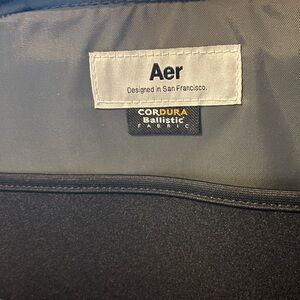 Aer
Designed in San Francisco.
CORDURA
Ballistic
FABRIC